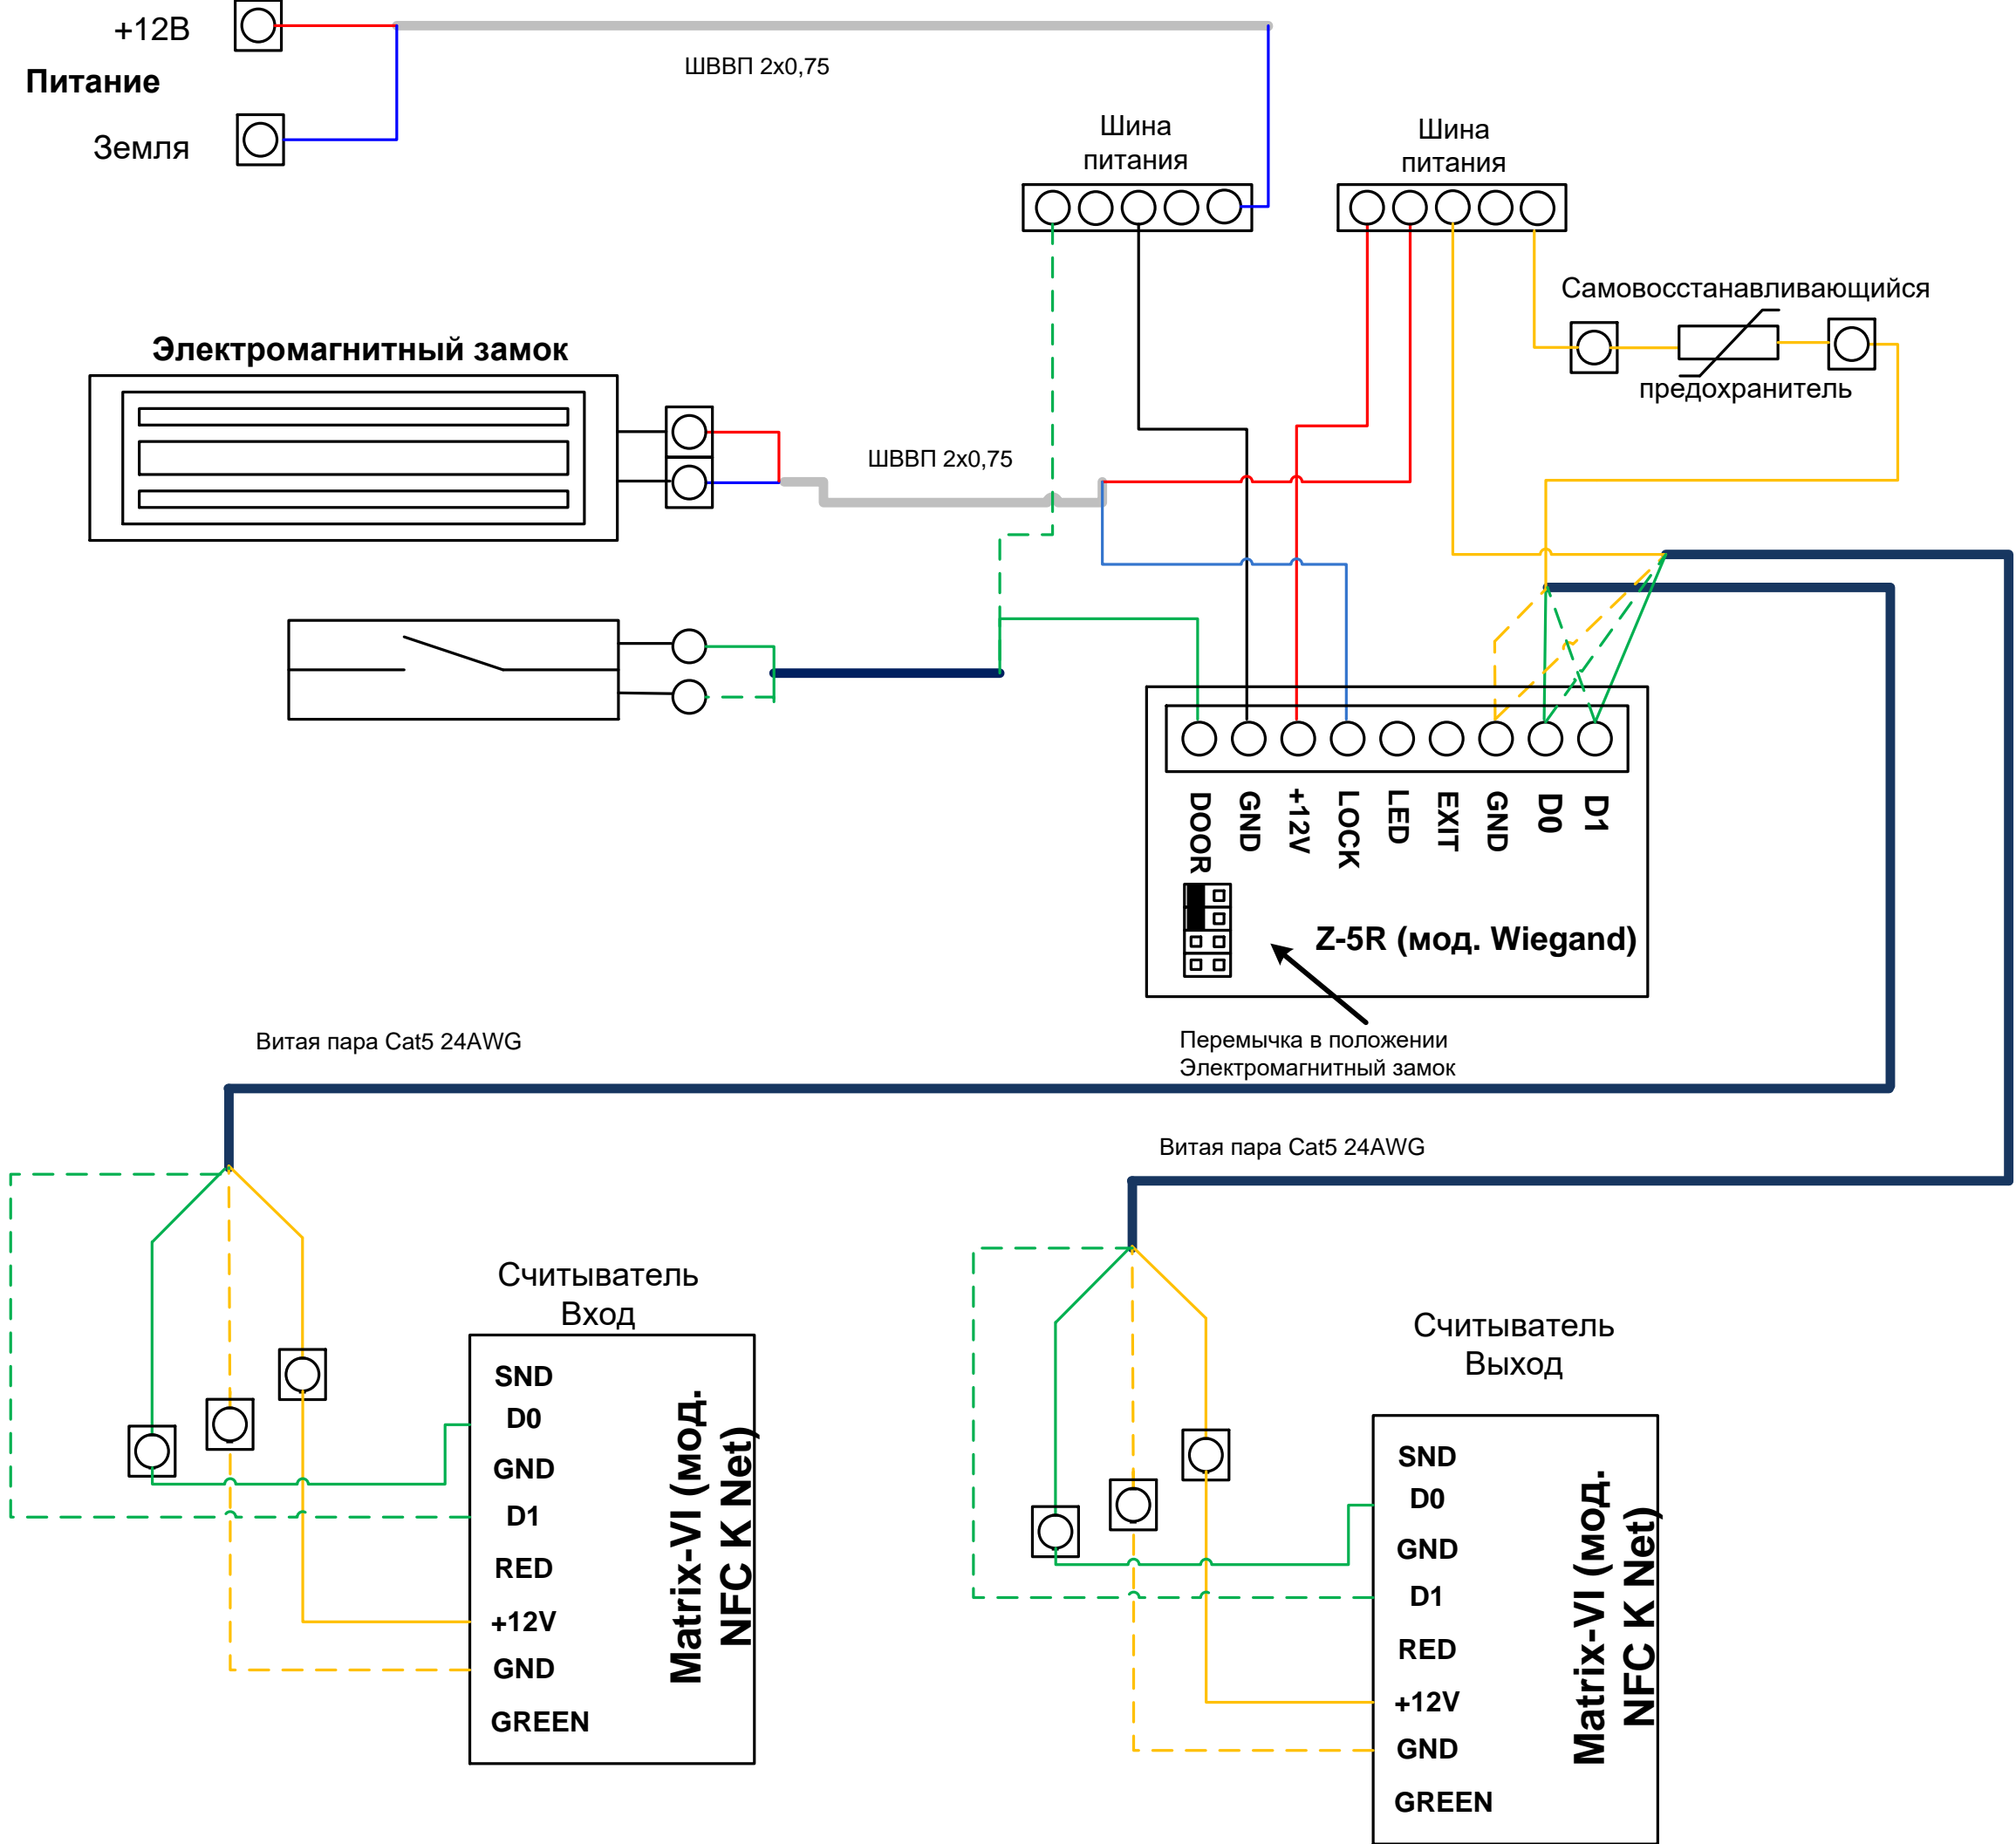 +12В
Питание
Земля
ШВВП 2х0,75
Шина
питания
Шина
питания
Самовосстанавливающийся
предохранитель
Электромагнитный замок
ШВВП 2х0,75
DOOR
GND
+12V
LOCK
LED
EXIT
GND
D0
D1
Z-5R (мод. Wiegand)
Перемычка в положении
Электромагнитный замок
Витая пара Cat5 24AWG
Витая пара Cat5 24AWG
Считыватель
Вход
SND
D0
GND
D1
RED
+12V
GND
GREEN
Matrix-VI (мод.
NFC K Net)
Считыватель
Выход
SND
D0
GND
D1
RED
+12V
GND
GREEN
Matrix-VI (мод.
NFC K Net)